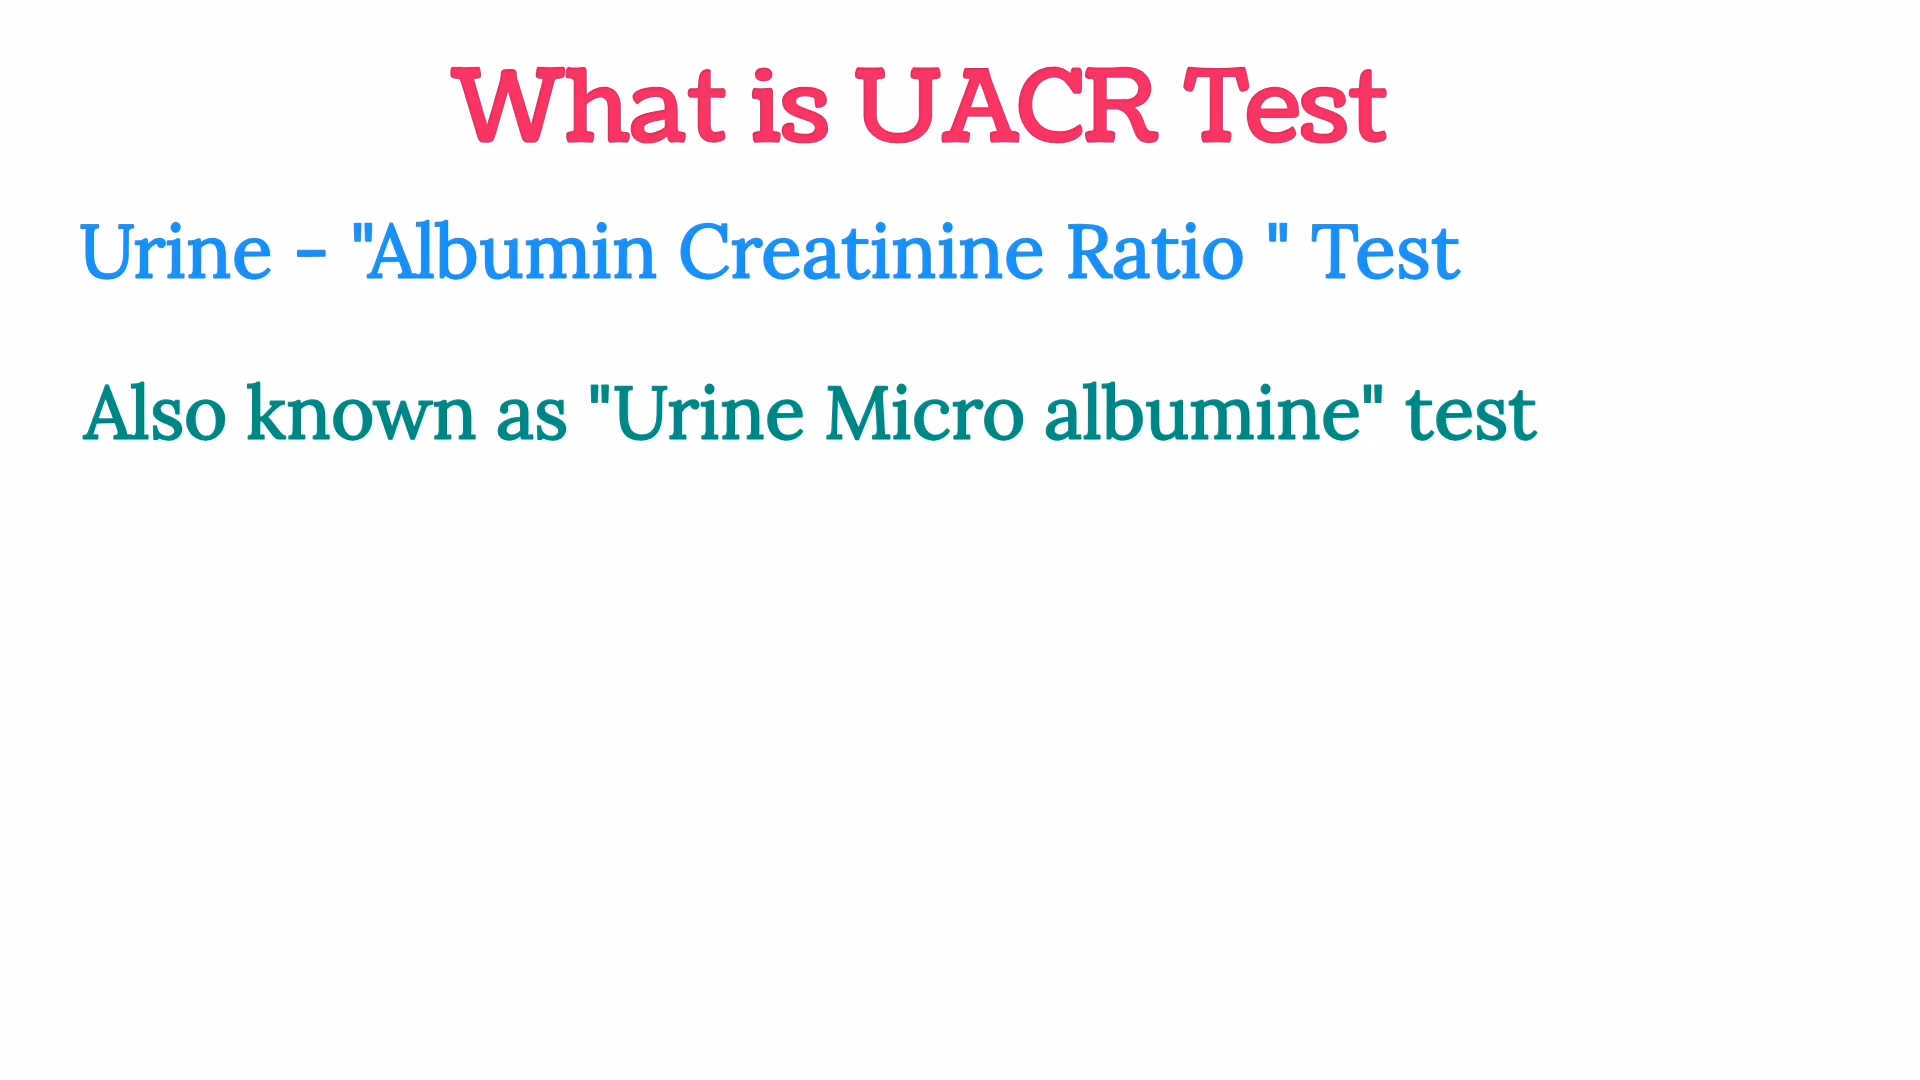 What is UACR Test
Urine - "Albumin Creatinine Ratio " Test
Also known as "Urine Micro albumine" test